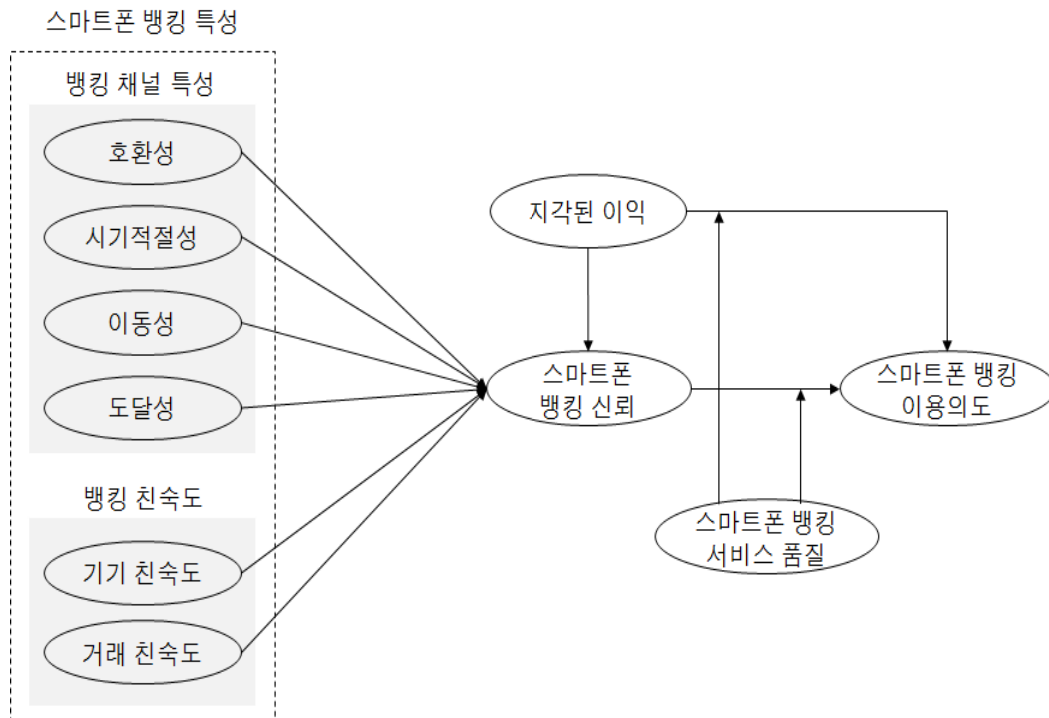 스마트폰 뱅킹 특성
뱅킹 채널 특성
호환성
시기적절성
이동성
도달성
뱅킹 친숙도
기기 친숙도
거래 친숙도
지각된 이익
스마트폰
뱅킹 신뢰
스마트폰 뱅킹
이용의도
스마트폰 뱅킹
서비스 품질